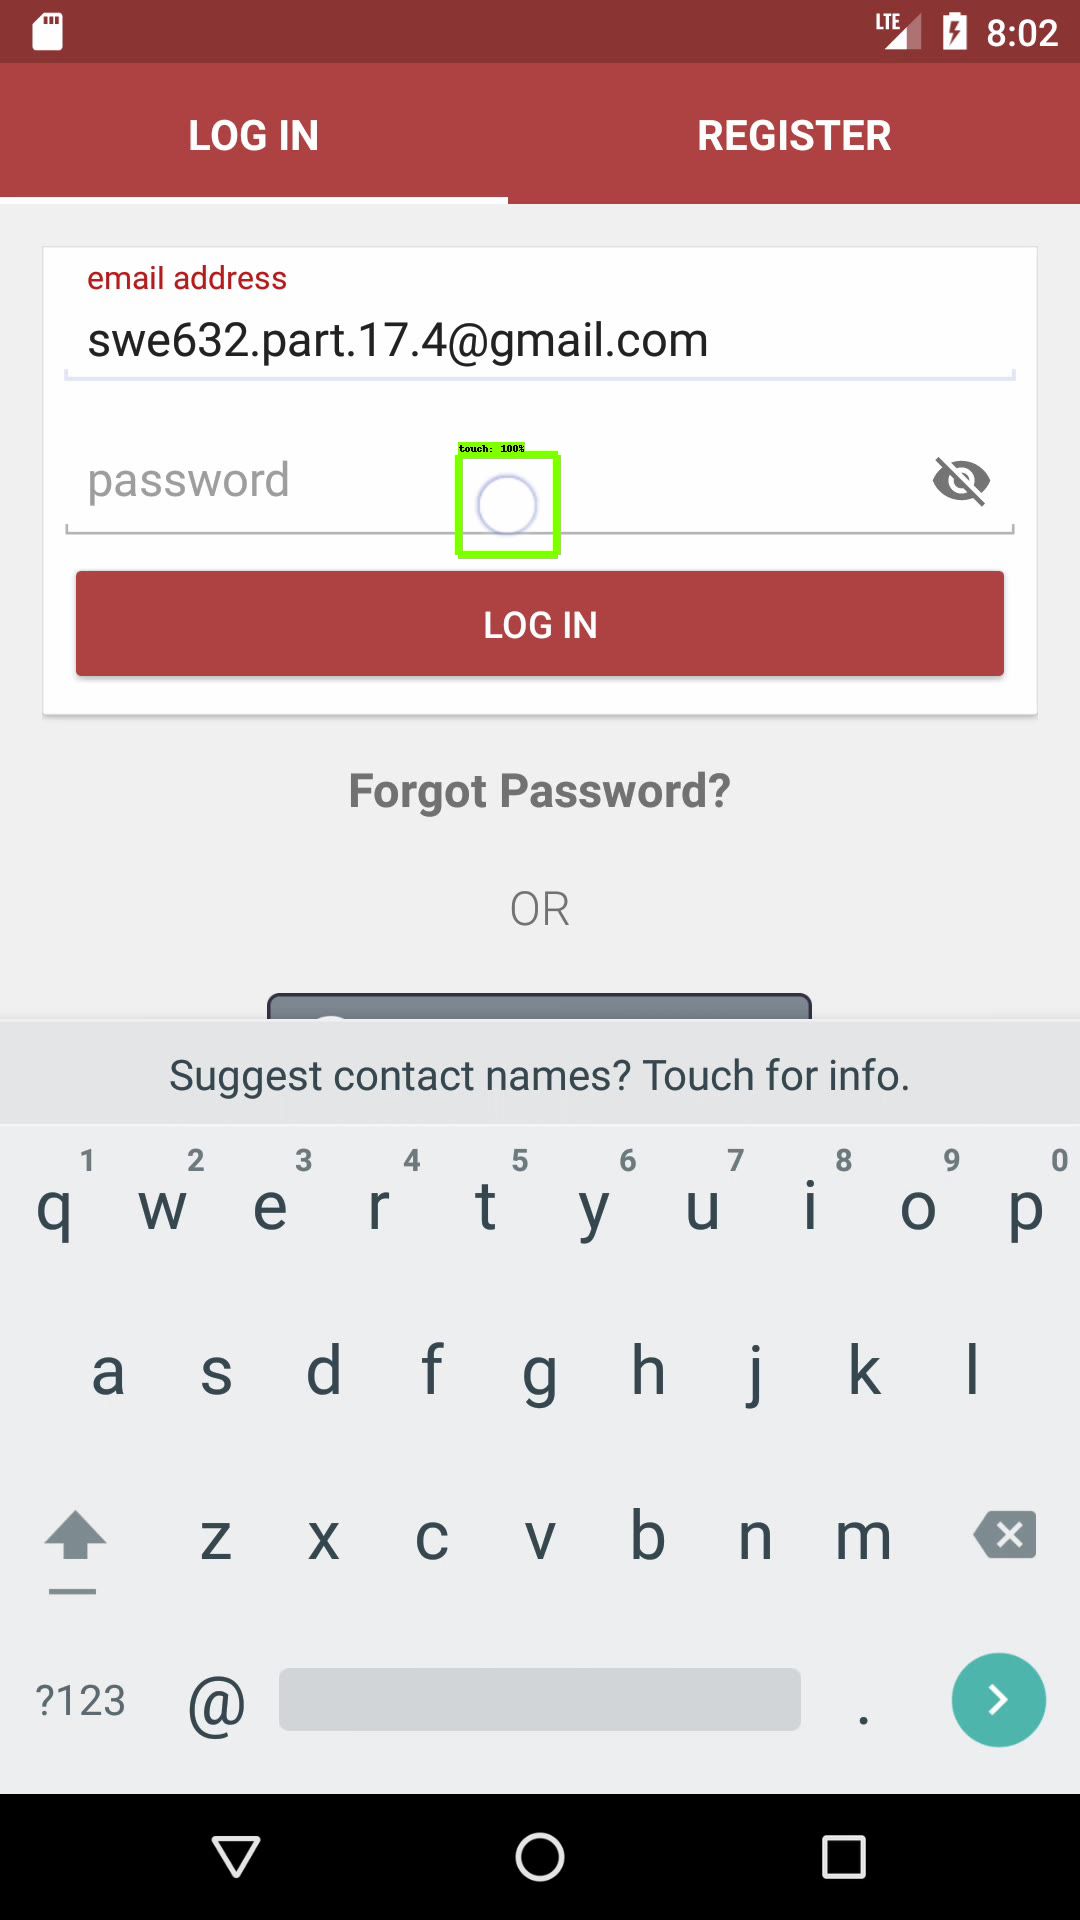 LTE 8:02
LOG IN REGISTER
email address
swe632.part.17.4@gmail.com
touch: 100%
password
LOG IN
Forgot Password?
OR
Suggest contact names? Touch for info.
1 2 3 4 5 6 7 8 9 0
q w e r t y u i o p
a s d f g h j k l
z x c v b n m
?123 @ .